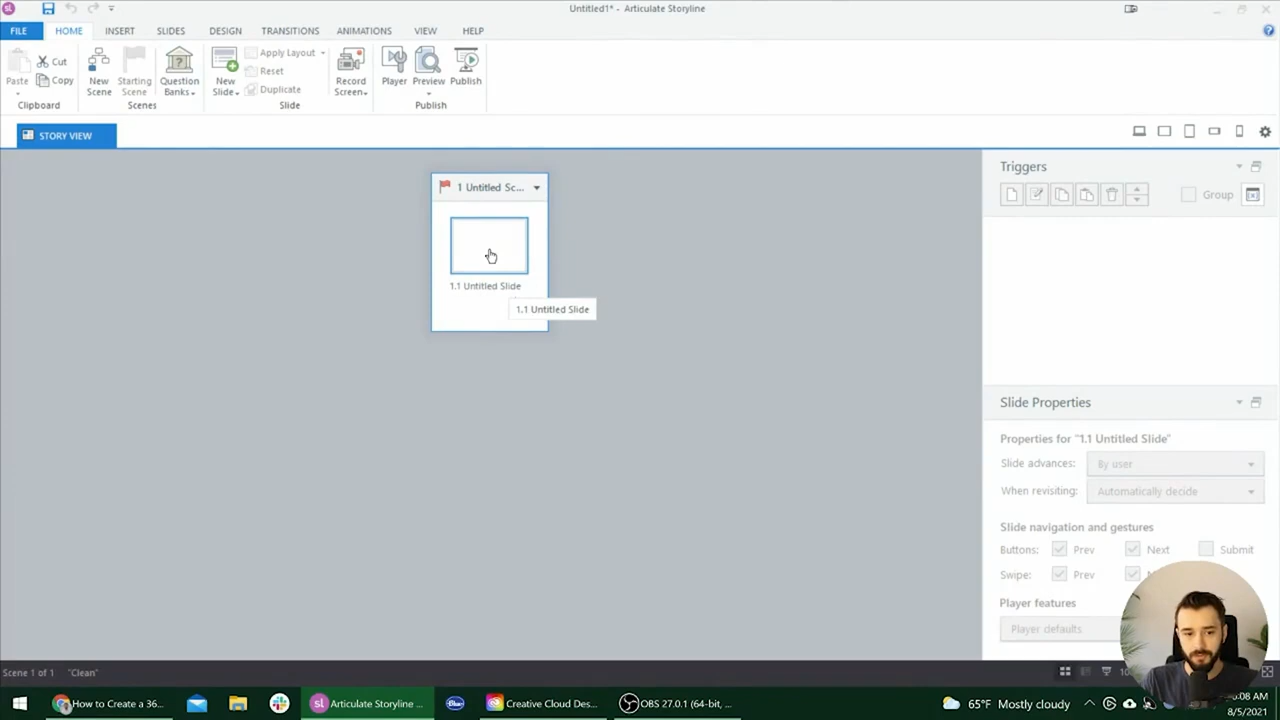 Untitled1* - Articulate Storyline
FILE HOME INSERT SLIDES DESIGN TRANSITIONS ANIMATIONS VIEW HELP
Paste
Cut
Copy
Clipboard
New Scene
Starting Scene
Question Banks
Scenes
New Slide
Apply Layout
Reset
Duplicate
Slide
Record Screen
Player
Preview
Publish
Publish
STORY VIEW
1 Untitled Sc...
1.1 Untitled Slide
1.1 Untitled Slide
Triggers
Group
Slide Properties
Properties for "1.1 Untitled Slide"
Slide advances: By user
When revisiting: Automatically decide
Slide navigation and gestures
Buttons: Prev Next Submit
Swipe: Prev
Player features
Player defaults
Scene 1 of 1 "Clean"
How to Create a 36...
Articulate Storyline ...
Blue
Creative Cloud Des...
OBS 27.0.1 (64-bit, ...
65°F Mostly cloudy
:08 AM
8/5/2021